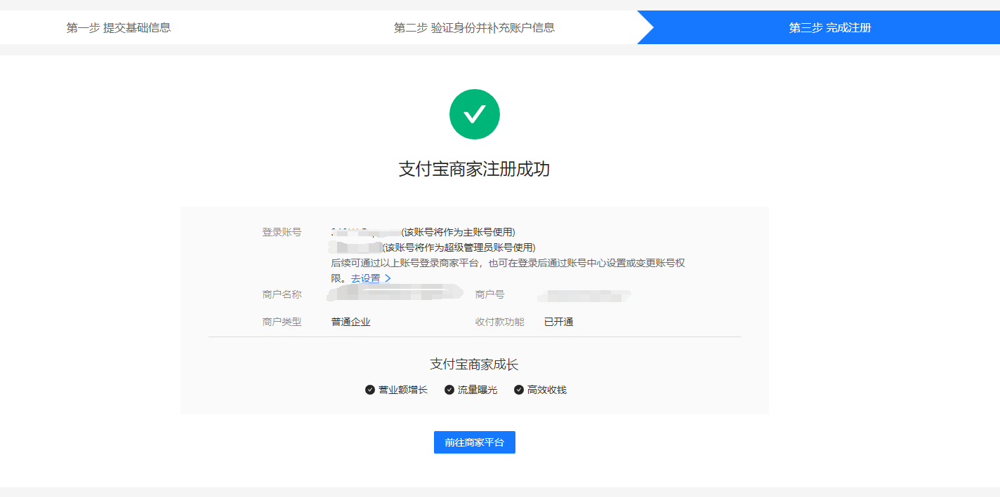 第一步 提交基础信息
第二步 验证身份并补充账户信息
第三步 完成注册
支付宝商家注册成功
登录账号
(该账号将作为主账号使用)
(该账号将作为超级管理员账号使用)
后续可通过以上账号登录商家平台，也可在登录后通过账号中心设置或变更账号权
限。去设置 >
商户名称
商户号
商户类型 普通企业
收付款功能 已开通
支付宝商家成长
营业额增长 流量曝光 高效收钱
前往商家平台